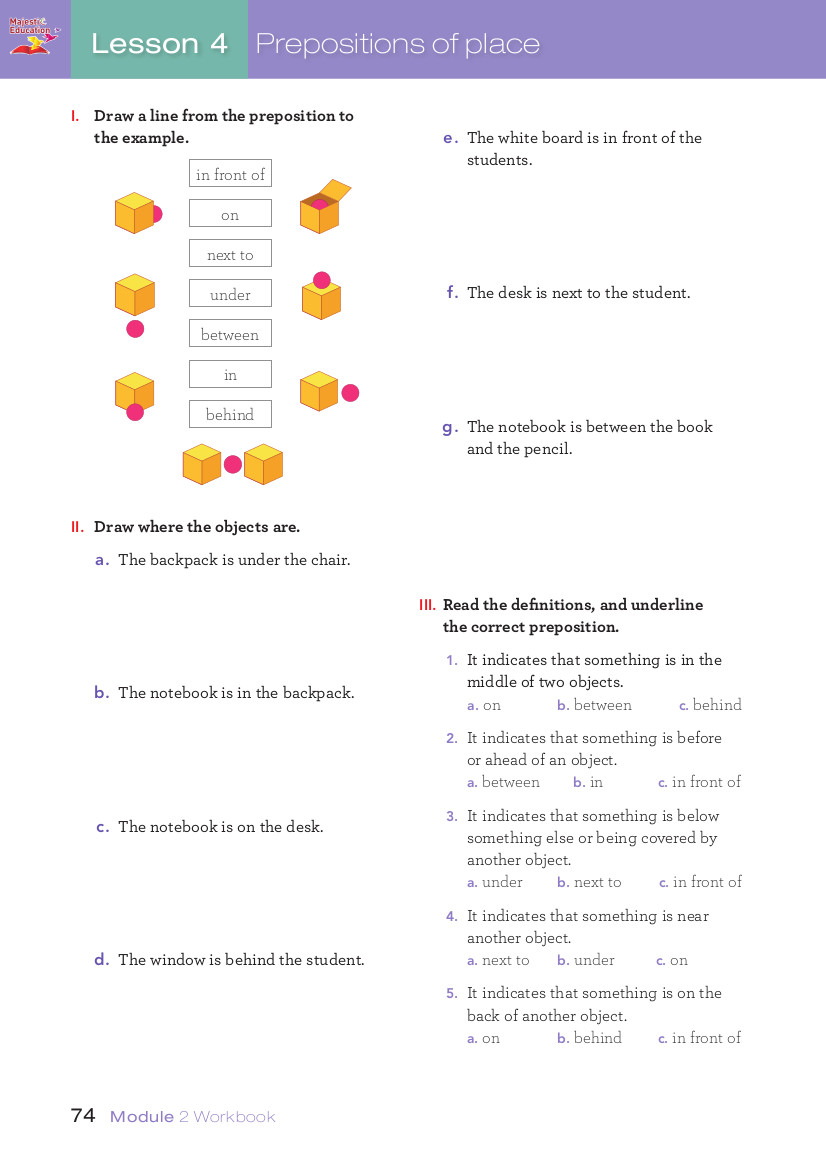 Majestic
Education
Lesson 4 Prepositions of place
I. Draw a line from the preposition to
the example.
in front of
on
next to
under
between
in
behind
II. Draw where the objects are.
a. The backpack is under the chair.
b. The notebook is in the backpack.
c. The notebook is on the desk.
d. The window is behind the student.
e. The white board is in front of the
students.
f. The desk is next to the student.
g. The notebook is between the book
and the pencil.
III. Read the definitions, and underline
the correct preposition.
1. It indicates that something is in the
middle of two objects.
a. on b. between c. behind
2. It indicates that something is before
or ahead of an object.
a. between b. in c. in front of
3. It indicates that something is below
something else or being covered by
another object.
a. under b. next to c. in front of
4. It indicates that something is near
another object.
a. next to b. under c. on
5. It indicates that something is on the
back of another object.
a. on b. behind c. in front of
74 Module 2 Workbook